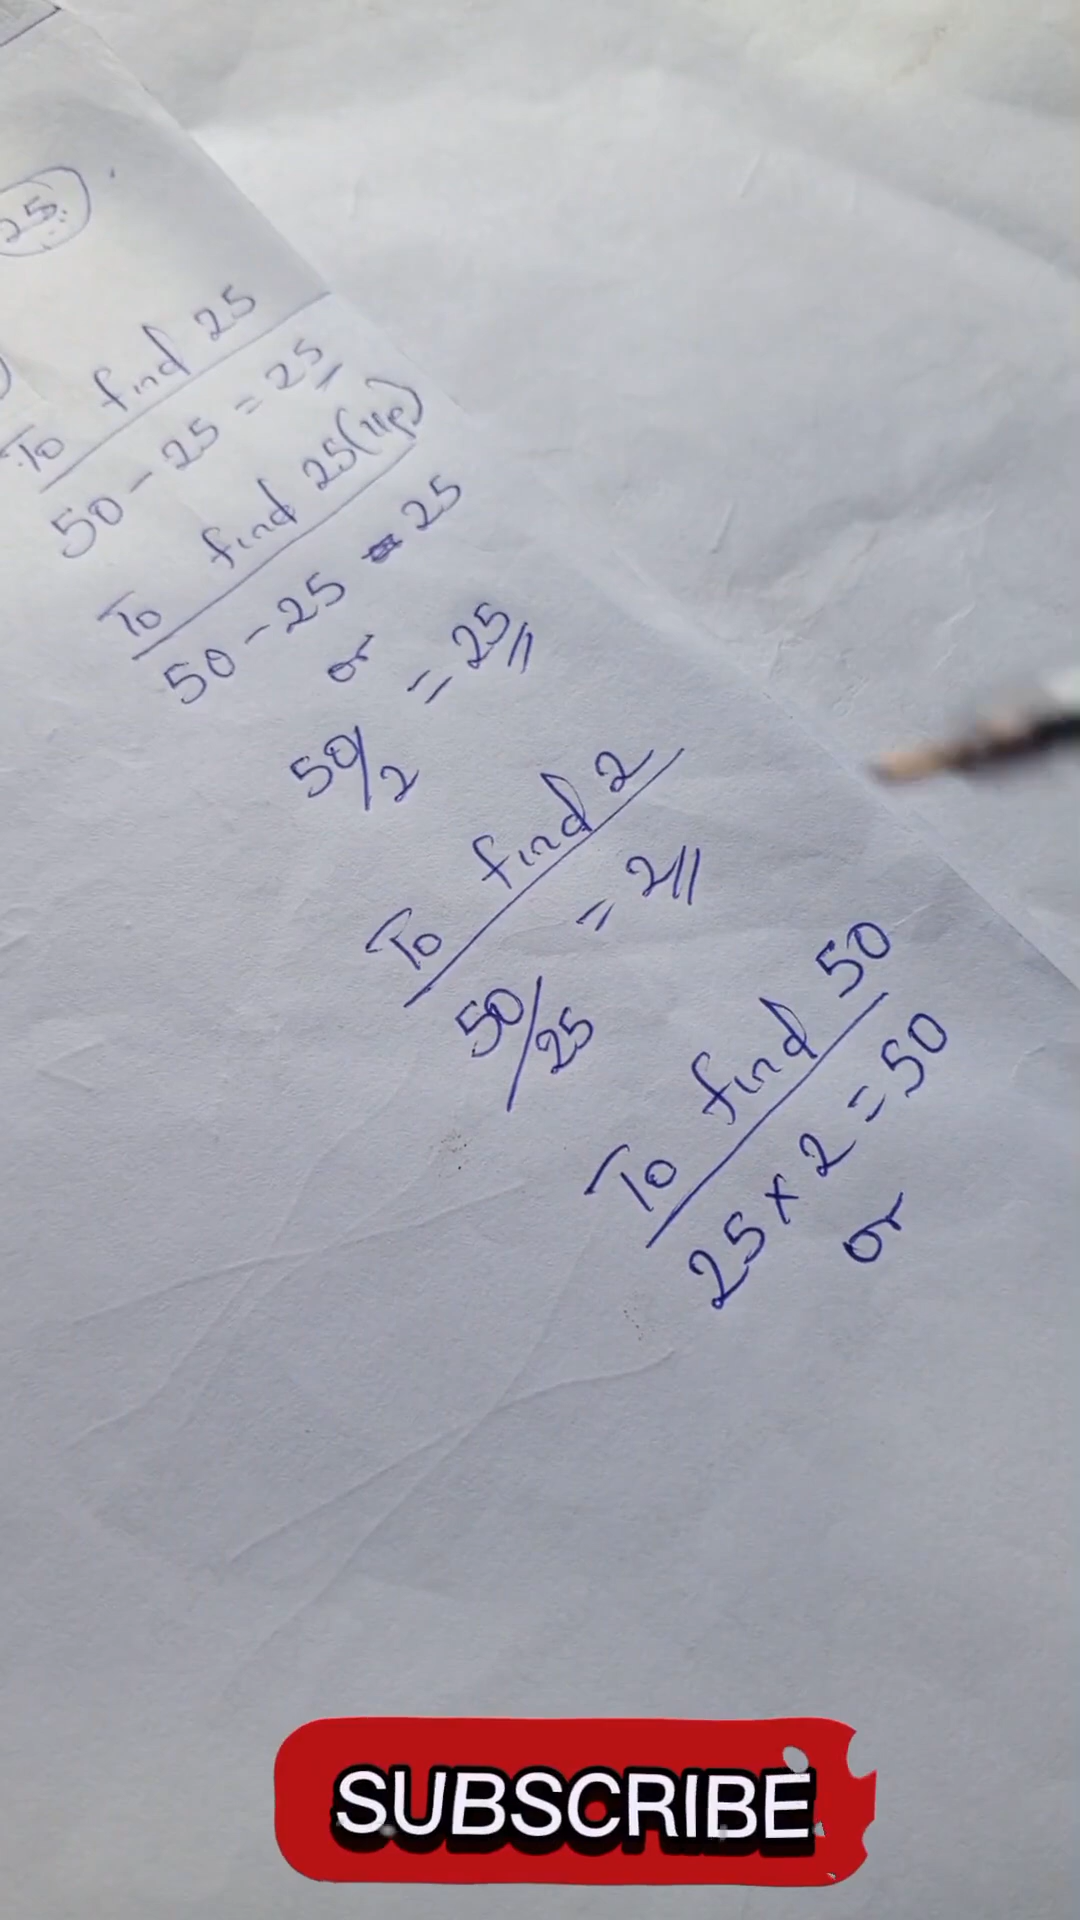 25
To find 25
50 - 25 = 25
To find 25(Up)
50 - 25 = 25
or
50/2 = 25
To find 2
50/25 = 2
To find 50
25 × 2 = 50
or
SUBSCRIBE